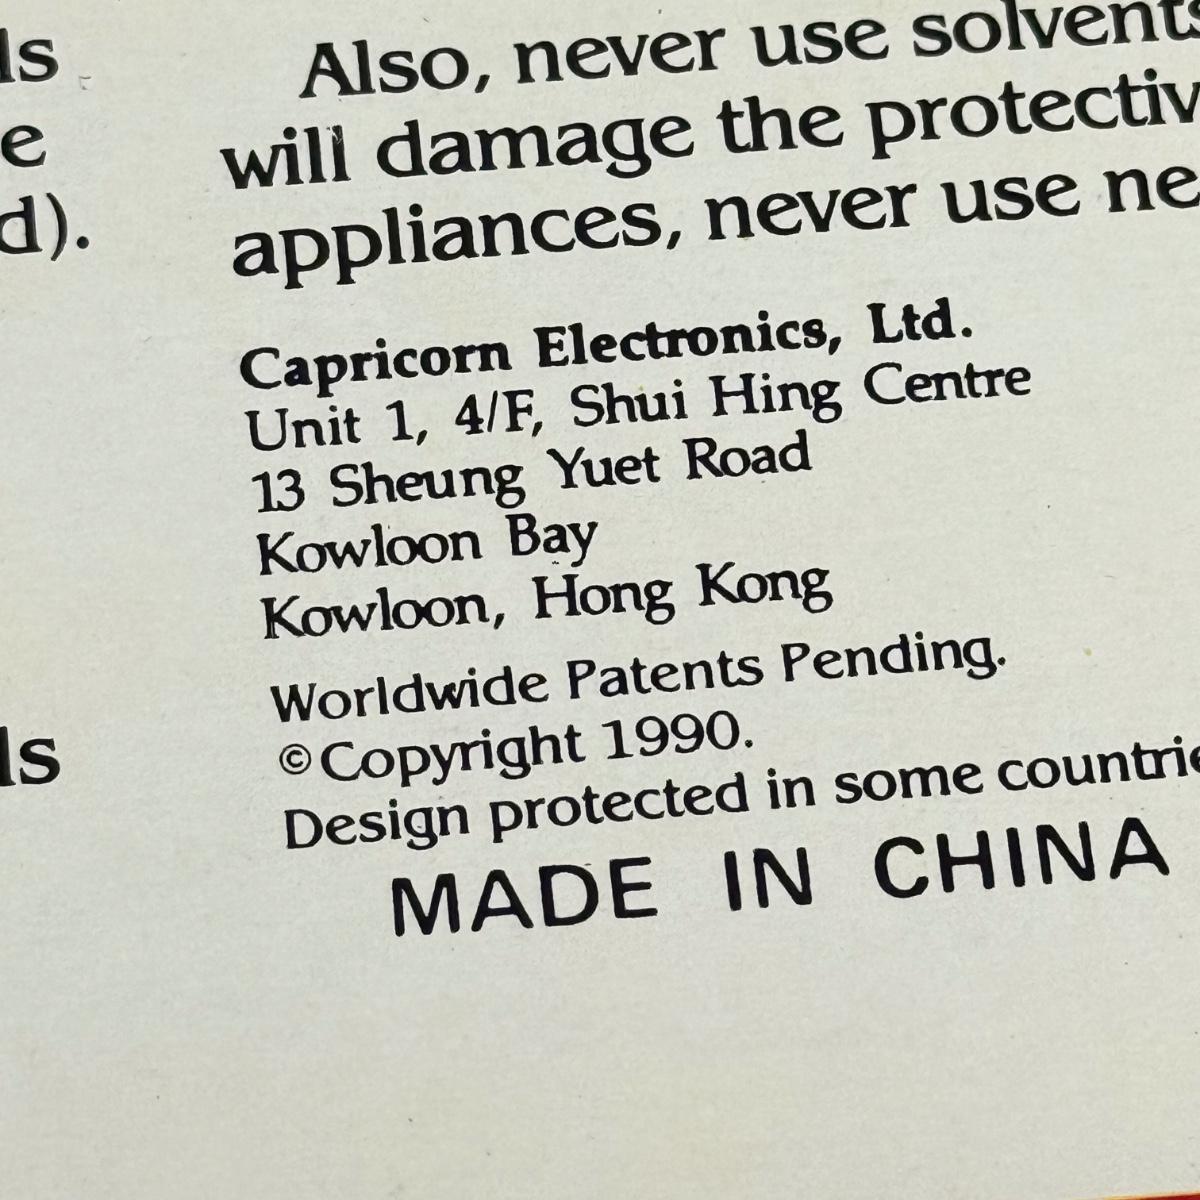 ls
e
d).
ls
Also, never use solvents
will damage the protectiv
appliances, never use ne
Capricorn Electronics, Ltd.
Unit 1, 4/F, Shui Hing Centre
13 Sheung Yuet Road
Kowloon Bay
Kowloon, Hong Kong
Worldwide Patents Pending.
©Copyright 1990.
Design protected in some countrie
MADE IN CHINA